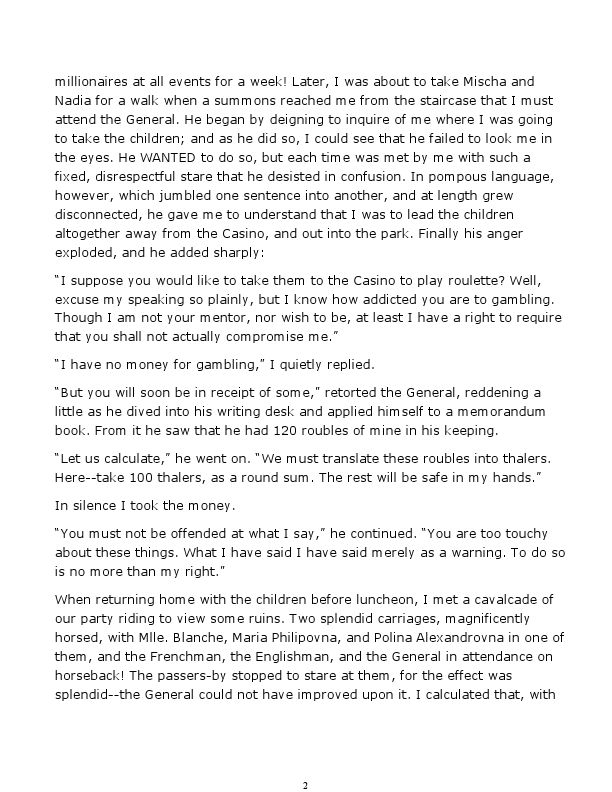 millionaires at all events for a week! Later, I was about to take Mischa and
Nadia for a walk when a summons reached me from the staircase that I must
attend the General. He began by deigning to inquire of me where I was going
to take the children; and as he did so, I could see that he failed to look me in
the eyes. He WANTED to do so, but each time was met by me with such a
fixed, disrespectful stare that he desisted in confusion. In pompous language,
however, which jumbled one sentence into another, and at length grew
disconnected, he gave me to understand that I was to lead the children
altogether away from the Casino, and out into the park. Finally his anger
exploded, and he added sharply:
“I suppose you would like to take them to the Casino to play roulette? Well,
excuse my speaking so plainly, but I know how addicted you are to gambling.
Though I am not your mentor, nor wish to be, at least I have a right to require
that you shall not actually compromise me.”
“I have no money for gambling,” I quietly replied.
“But you will soon be in receipt of some,” retorted the General, reddening a
little as he dived into his writing desk and applied himself to a memorandum
book. From it he saw that he had 120 roubles of mine in his keeping.
“Let us calculate,” he went on. “We must translate these roubles into thalers.
Here--take 100 thalers, as a round sum. The rest will be safe in my hands.”
In silence I took the money.
“You must not be offended at what I say,” he continued. “You are too touchy
about these things. What I have said I have said merely as a warning. To do so
is no more than my right.”
When returning home with the children before luncheon, I met a cavalcade of
our party riding to view some ruins. Two splendid carriages, magnificently
horsed, with Mlle. Blanche, Maria Philipovna, and Polina Alexandrovna in one of
them, and the Frenchman, the Englishman, and the General in attendance on
horseback! The passers-by stopped to stare at them, for the effect was
splendid--the General could not have improved upon it. I calculated that, with
2